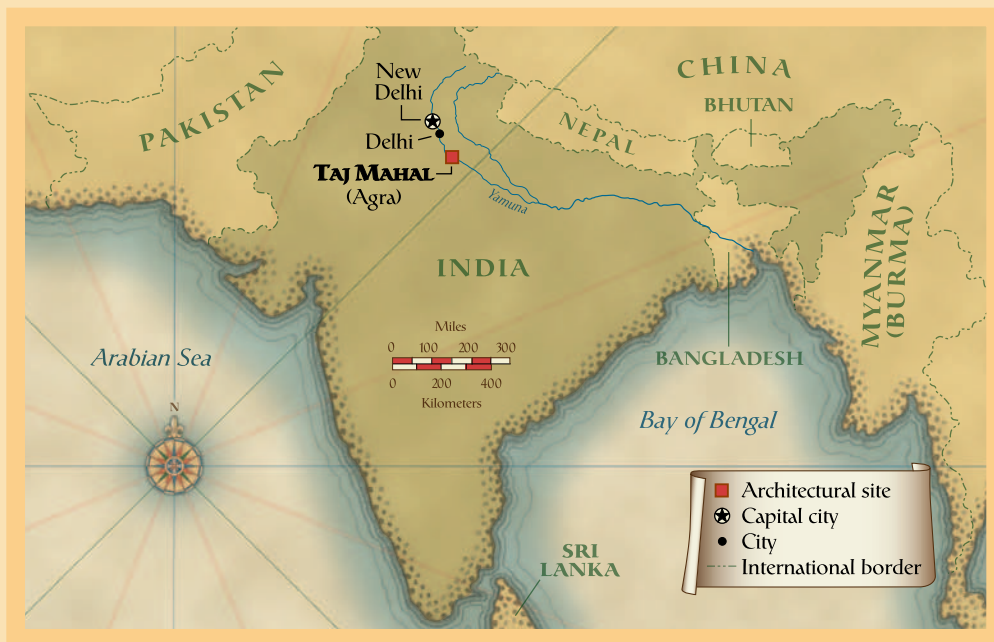 CHINA
BHUTAN
NEPAL
PAKISTAN
New
Delhi
Delhi
TAJ MAHAL
(Agra)
Yamuna
INDIA
MYANMAR
(BURMA)
BANGLADESH
Arabian Sea
Bay of Bengal
Miles
0 100 200 300
0 200 400
Kilometers
N
SRI
LANKA
Architectural site
Capital city
City
International border